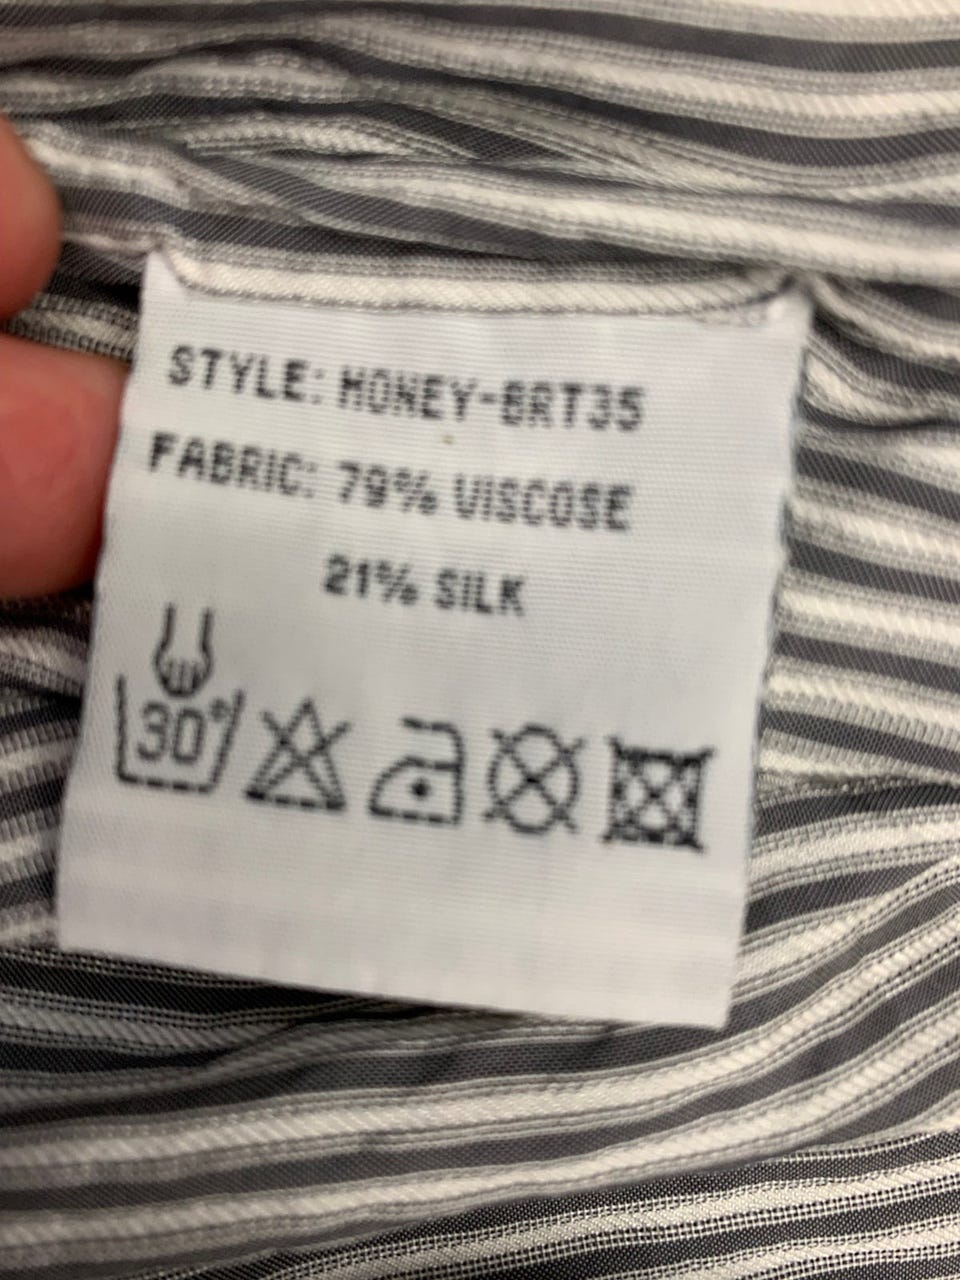 STYLE: HONEY-BRT35
FABRIC: 79% VISCOSE
21% SILK
30°